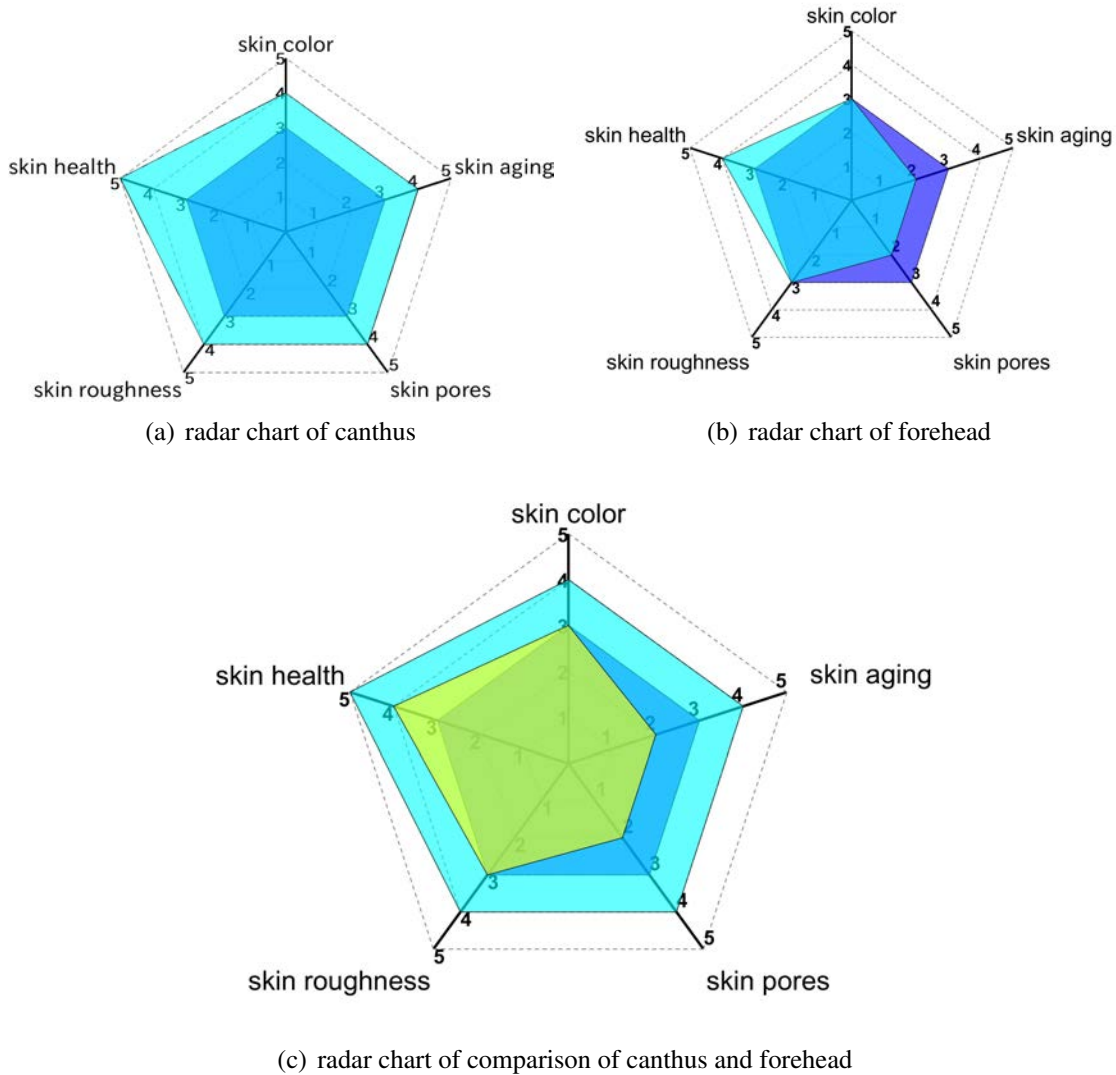 skin color
5
4
3
2
1
skin health
5 4 3 2 1
skin aging
1 2 3 4 5
1 2 3 4 5
skin roughness
1 2 3 4 5
skin pores
(a) radar chart of canthus
skin color
5
4
3
2
1
skin health
5 4 3 2 1
skin aging
1 2 3 4 5
1 2 3 4 5
skin roughness
1 2 3 4 5
skin pores
(b) radar chart of forehead
skin color
5
4
3
2
1
skin health
5 4 3 2 1
skin aging
1 2 3 4 5
1 2 3 4 5
skin roughness
1 2 3 4 5
skin pores
(c) radar chart of comparison of canthus and forehead